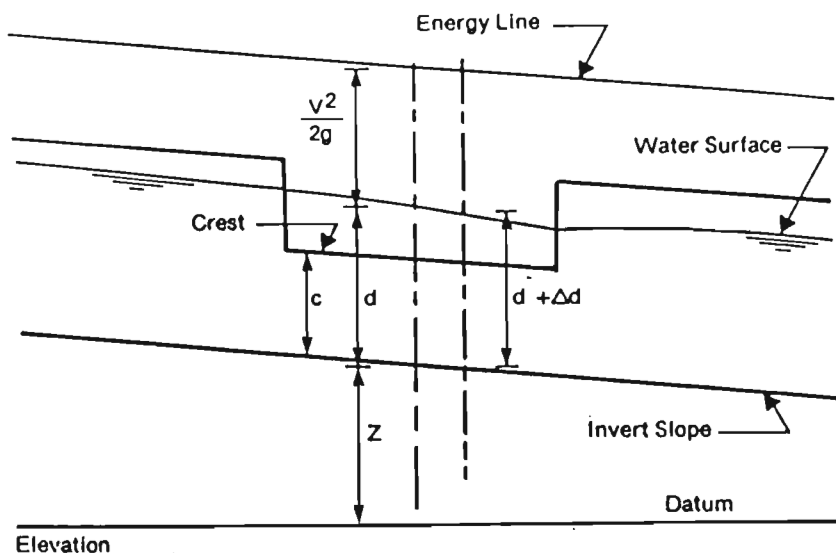 Energy Line
V²
2g
Water Surface
Crest
c
d
d + Δd
Invert Slope
Z
Datum
Elevation